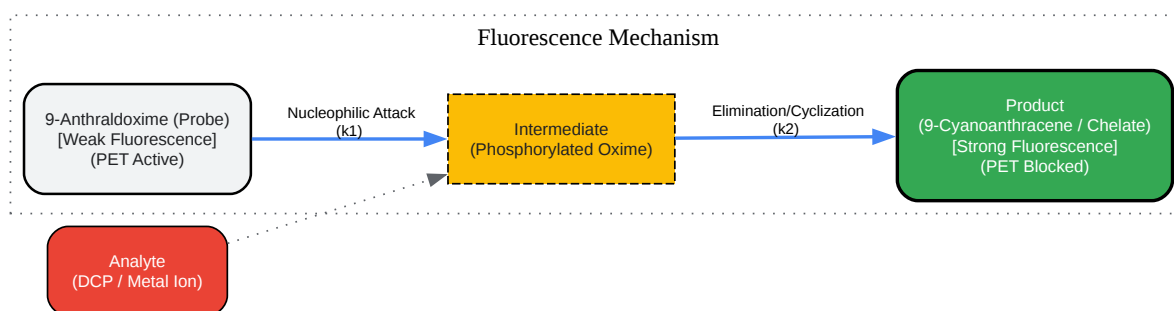 Fluorescence Mechanism
9-Anthraldoxime (Probe)
[Weak Fluorescence]
(PET Active)
Nucleophilic Attack
(k1)
Intermediate
(Phosphorylated Oxime)
Elimination/Cyclization
(k2)
Product
(9-Cyanoanthracene / Chelate)
[Strong Fluorescence]
(PET Blocked)
Analyte
(DCP / Metal Ion)